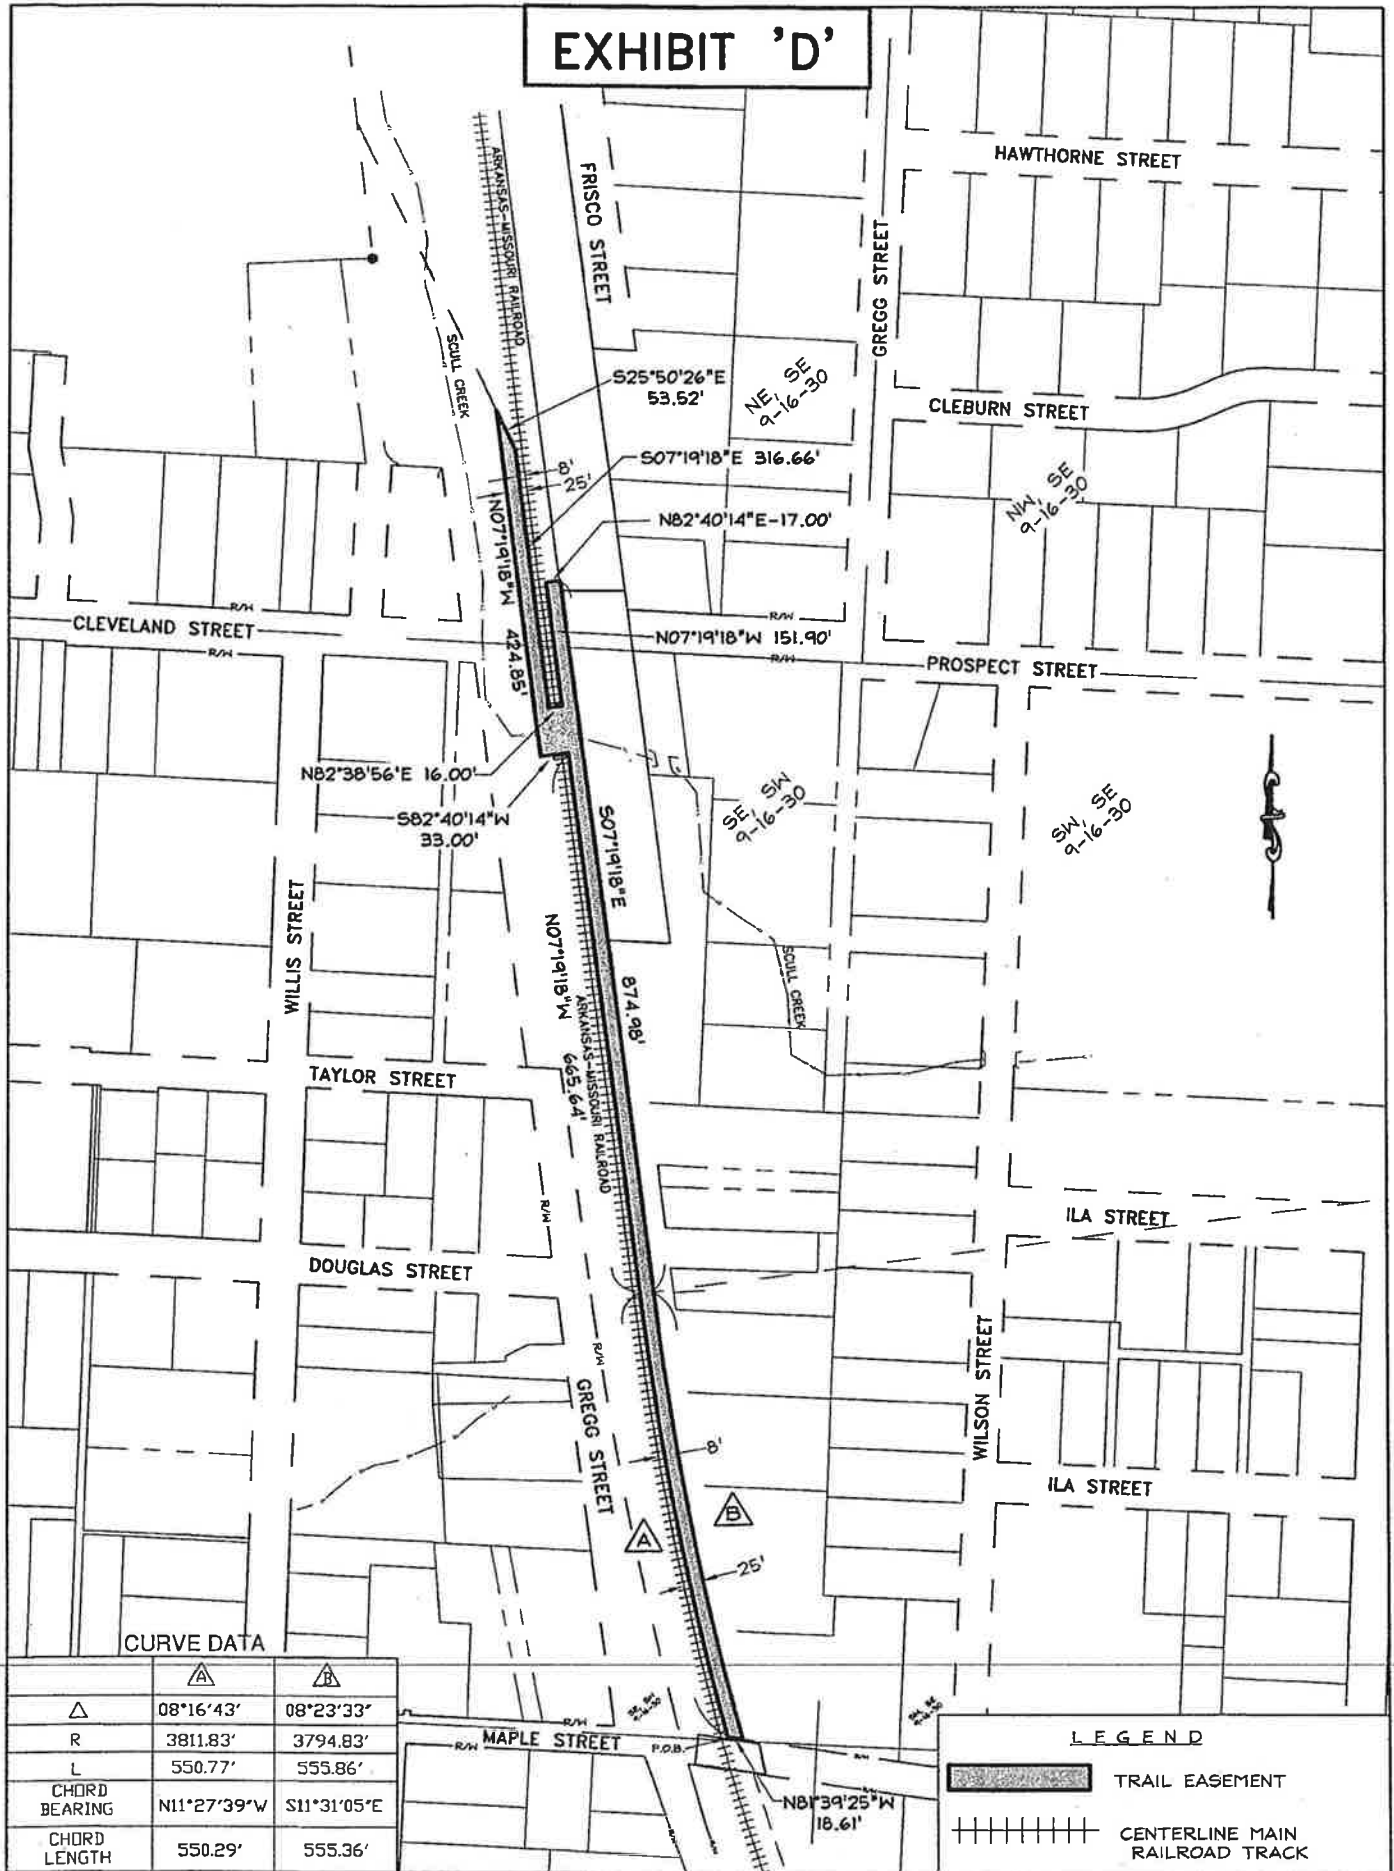 EXHIBIT 'D'
HAWTHORNE STREET
ARKANSAS-MISSOURI RAILROAD
FRISCO STREET
GREGG STREET
SCULL CREEK
S25°50'26"E
53.52'
NE, SE
9-16-30
CLEBURN STREET
S07°19'18"E 316.66'
8'
25'
NW, SE
9-16-30
N82°40'14"E-17.00'
N07°19'18"W 424.85'
R/W
R/W
CLEVELAND STREET
N07°19'18"W 151.90'
R/W
R/W
PROSPECT STREET
N82°38'56"E 16.00'
S82°40'14"W
33.00'
SE, SW
9-16-30
SW, SE
9-16-30
S07°19'18"E 874.98'
WILLIS STREET
N07°19'18"W 665.64'
SCULL CREEK
ARKANSAS-MISSOURI RAILROAD
TAYLOR STREET
R/W
ILA STREET
DOUGLAS STREET
R/W
GREGG STREET
WILSON STREET
8'
ILA STREET
B
A
25'
CURVE DATA
A B
△ 08°16'43" 08°23'33"
R 3811.83' 3794.83'
L 550.77' 555.86'
CHORD
BEARING N11°27'39"W S11°31'05"E
CHORD
LENGTH 550.29' 555.36'
R/W
R/W
MAPLE STREET
P.O.B.
R/W
R/W
R/W
N81°39'25"W
18.61'
LEGEND
TRAIL EASEMENT
CENTERLINE MAIN
RAILROAD TRACK